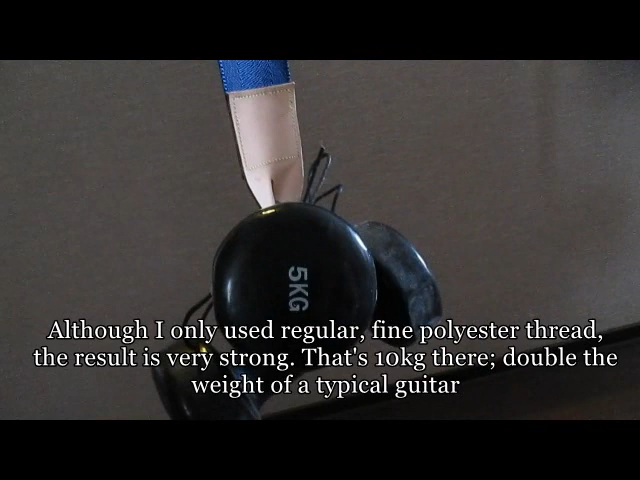 5KG
Although I only used regular, fine polyester thread,
the result is very strong. That's 10kg there; double the
weight of a typical guitar